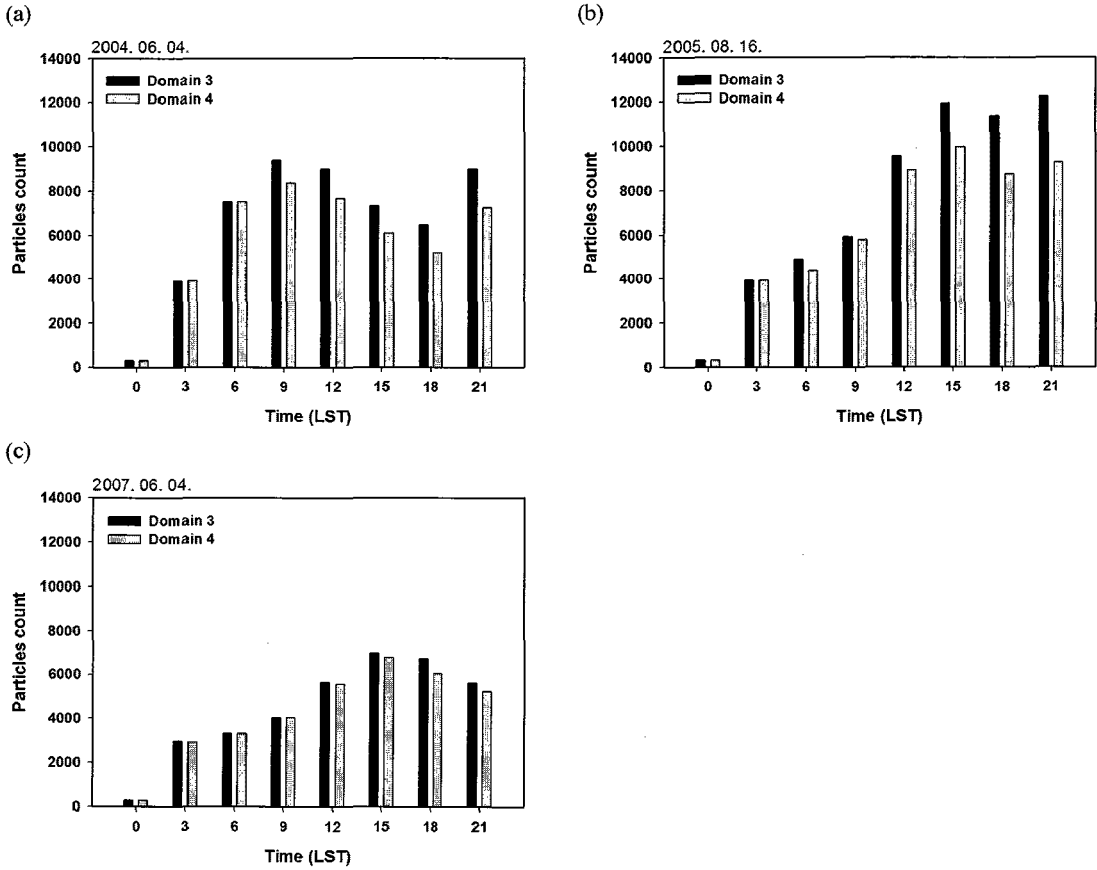 (a)
2004. 06. 04.
14000
12000
10000
8000
6000
4000
2000
0
Particles count
Domain 3
Domain 4
0 3 6 9 12 15 18 21
Time (LST)
(b)
2005. 08. 16.
14000
12000
10000
8000
6000
4000
2000
0
Particles count
Domain 3
Domain 4
0 3 6 9 12 15 18 21
Time (LST)
(c)
2007. 06. 04.
14000
12000
10000
8000
6000
4000
2000
0
Particles count
Domain 3
Domain 4
0 3 6 9 12 15 18 21
Time (LST)